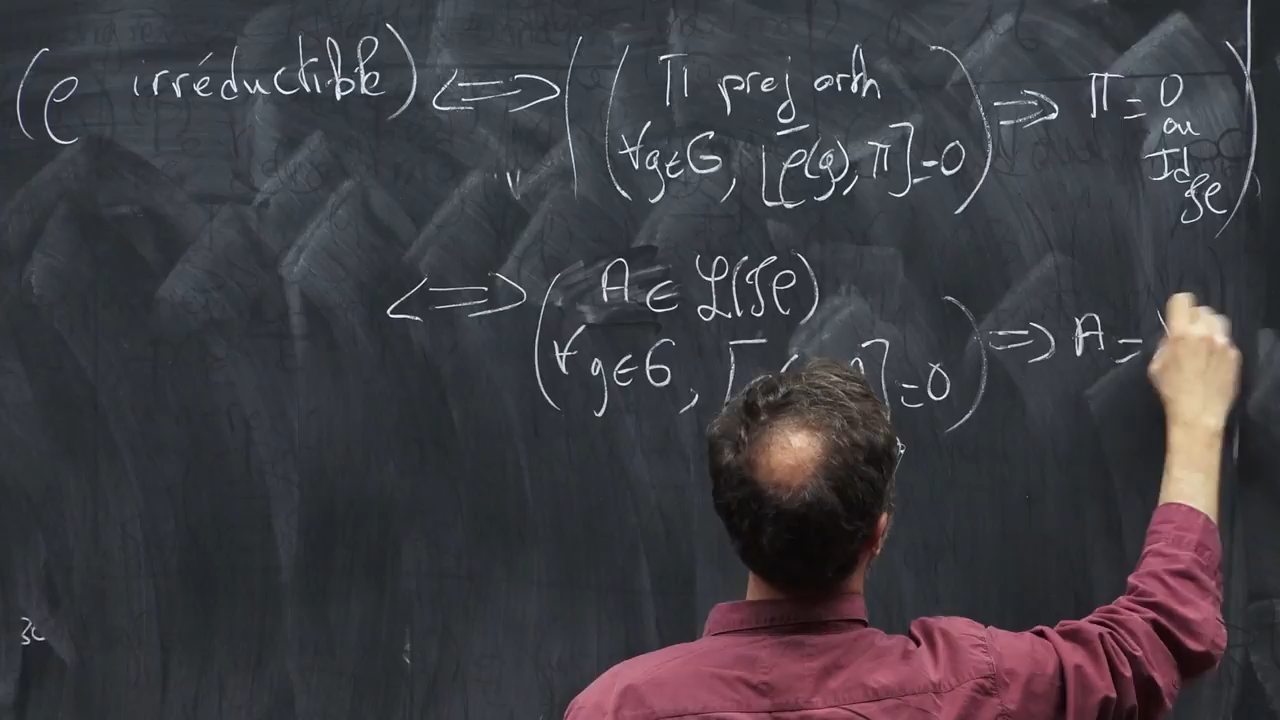 (ρ irréductible) <=> ( ( Π proj orth
∀g∈G, [ρ(g), Π]=0 ) => Π = 0
ou
Id_ℋ )
<=> ( A ∈ ℒ(ℋ)
∀g∈G, [ ]=0 ) => A =